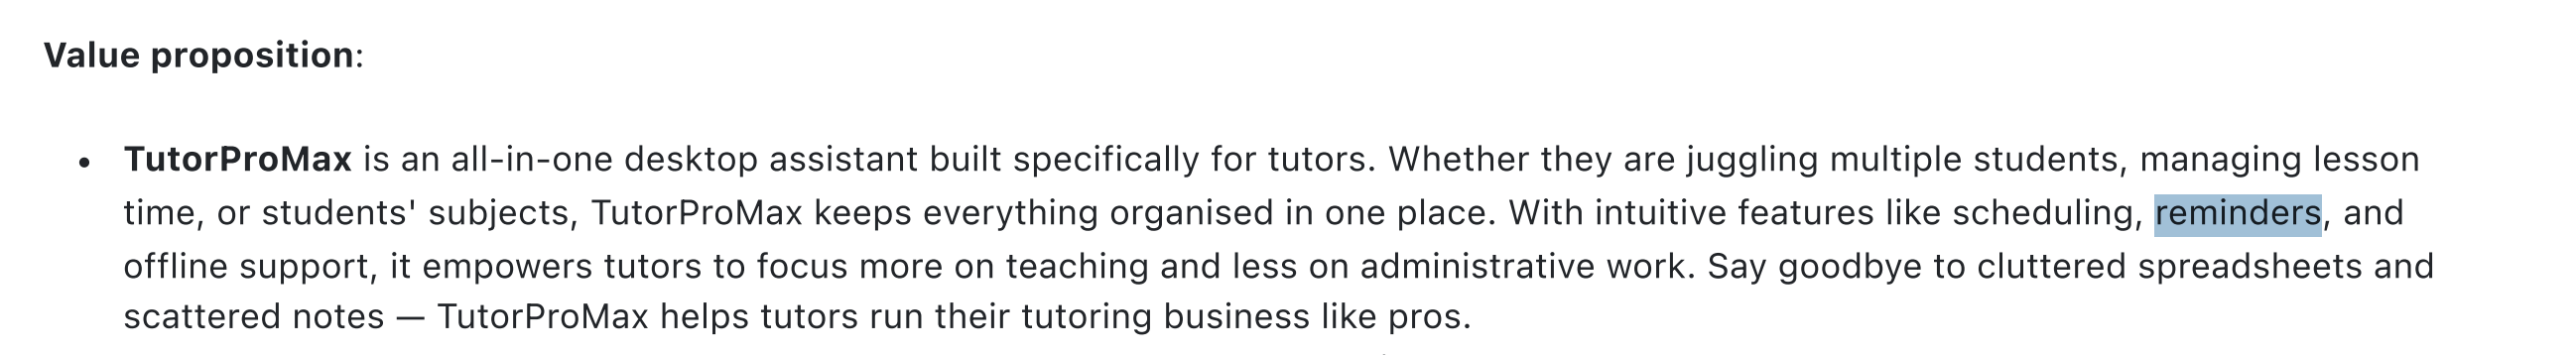 Value proposition:
• TutorProMax is an all-in-one desktop assistant built specifically for tutors. Whether they are juggling multiple students, managing lesson
time, or students' subjects, TutorProMax keeps everything organised in one place. With intuitive features like scheduling, reminders, and
offline support, it empowers tutors to focus more on teaching and less on administrative work. Say goodbye to cluttered spreadsheets and
scattered notes — TutorProMax helps tutors run their tutoring business like pros.